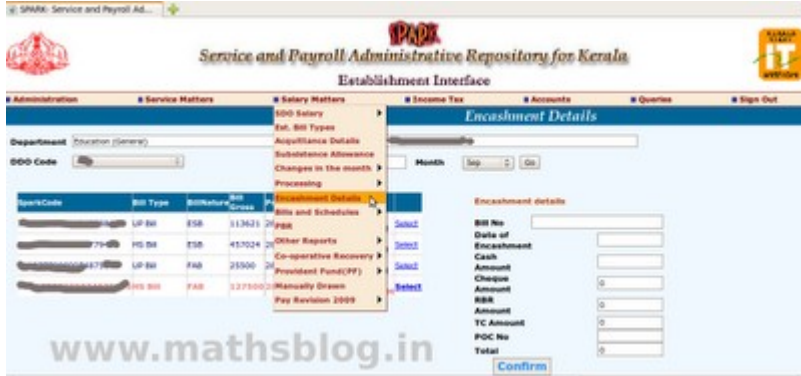 SPARK- Service and Payroll Ad...
SPARK
Service and Payroll Administrative Repository for Kerala
Establishment Interface
KERALA
IT
Administration Service Matters Salary Matters Income Tax Accounts Queries Sign Out
Encashment Details
SDO Salary
Est. Bill Types
Acquittance Details
Subsistence Allowance
Changes in the month
Processing
Encashment Details
Bills and Schedules
PBR
Other Reports
Co-operative Recovery
Provident Fund(PF)
Manually Drawn
Pay Revision 2009
Department Education (General)
DDO Code
Month Sep Go
SparkCode Bill Type BillNature Bill Gross
UP Bill ESB 113621 Select
HS Bill ESB 457024 Select
UP Bill FAB 25500 Select
HS Bill FAB 127500 Select
Encashment details
Bill No
Date of Encashment
Cash Amount
Cheque Amount 0
RBR Amount
TC Amount 0
POC No
Total 0
Confirm
www.mathsblog.in